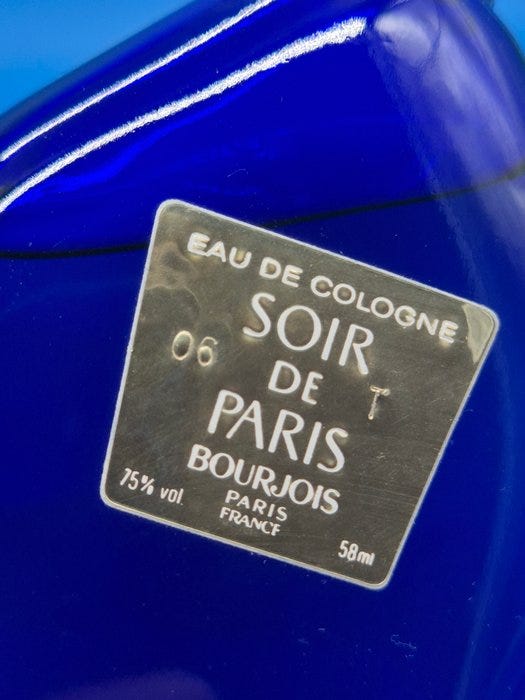 EAU DE COLOGNE
SOIR
06
DE
T
PARIS
BOURJOIS
75% vol.
PARIS
FRANCE
58ml